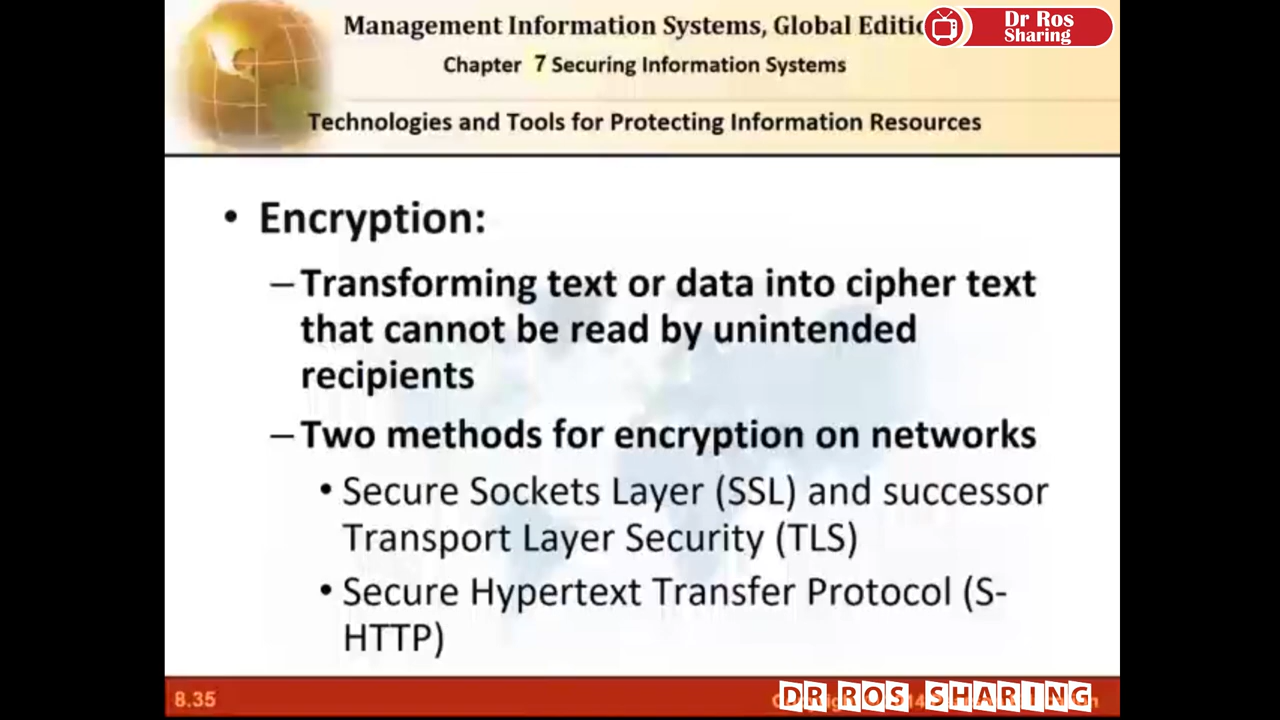 Management Information Systems, Global
Dr Ros
Sharing
Chapter 7 Securing Information Systems
Technologies and Tools for Protecting Information Resources
• Encryption:
–Transforming text or data into cipher text
that cannot be read by unintended
recipients
–Two methods for encryption on networks
• Secure Sockets Layer (SSL) and successor
Transport Layer Security (TLS)
• Secure Hypertext Transfer Protocol (S-
HTTP)
8.35
DR ROS SHARING